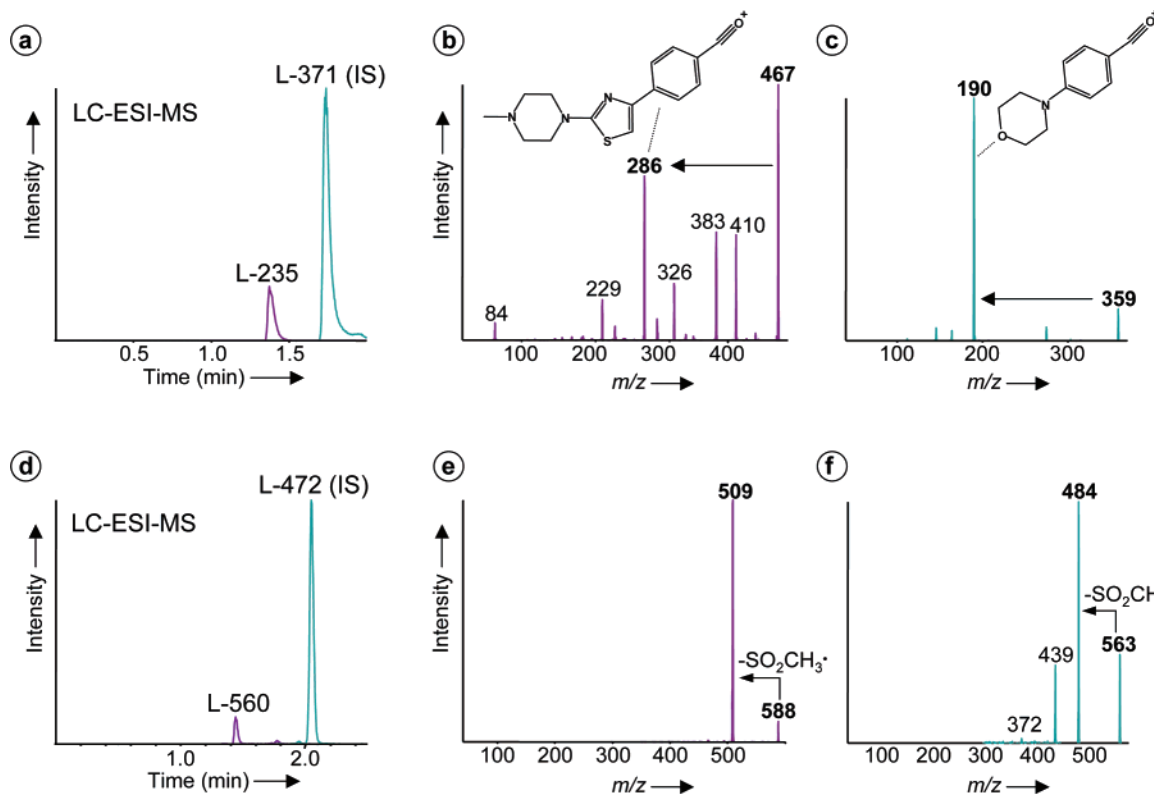 a
LC-ESI-MS
L-371 (IS)
L-235
Intensity
0.5 1.0 1.5
Time (min)
b
O+
N
N
N
S
467
286
383
410
326
229
84
Intensity
100 200 300 400
m/z
c
O+
N
O
190
359
100 200 300
m/z
d
LC-ESI-MS
L-472 (IS)
L-560
Intensity
1.0 2.0
Time (min)
e
509
-SO2CH3•
588
Intensity
100 200 300 400 500
m/z
f
484
-SO2CH
563
439
372
100 200 300 400 500
m/z